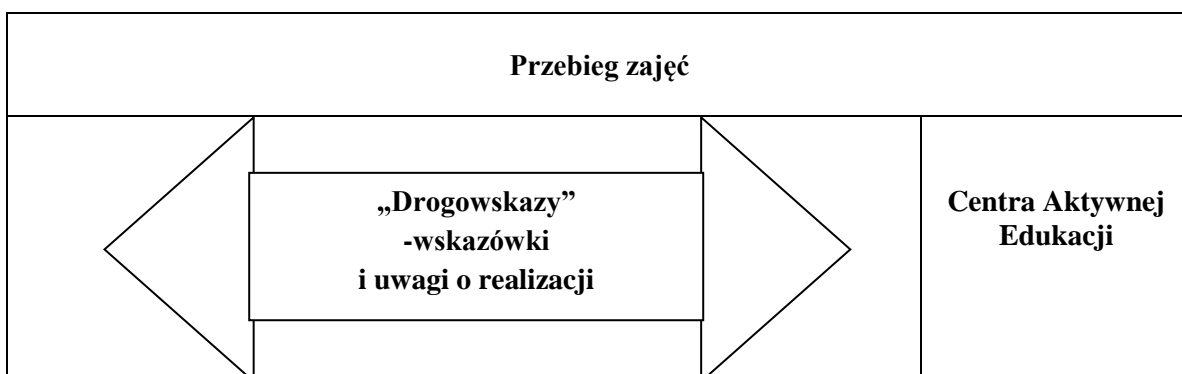 Przebieg zajęć
„Drogowskazy”
-wskazówki
i uwagi o realizacji
Centra Aktywnej
Edukacji